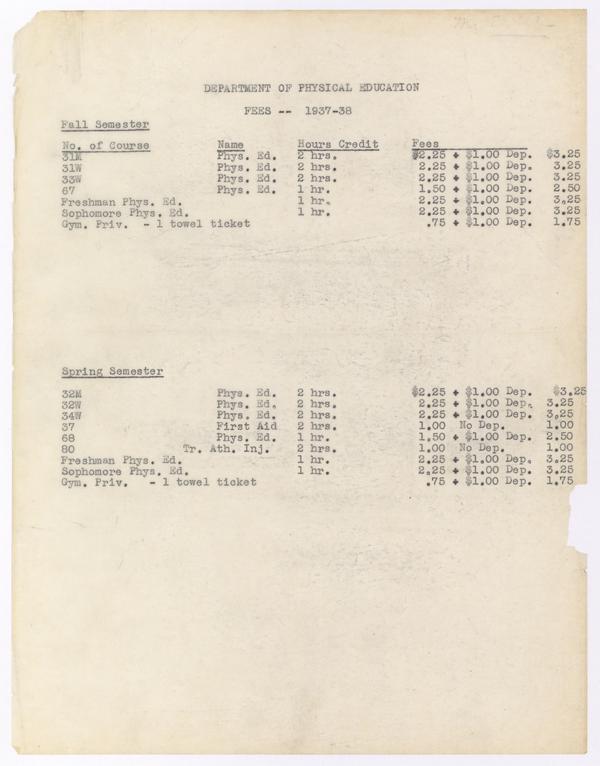 DEPARTMENT OF PHYSICAL EDUCATION
FEES -- 1937-38
Fall Semester
No. of Course Name Hours Credit Fees
31M Phys. Ed. 2 hrs. $2.25 + $1.00 Dep. $3.25
31W Phys. Ed. 2 hrs. 2.25 + $1.00 Dep. 3.25
33W Phys. Ed. 2 hrs. 2.25 + $1.00 Dep. 3.25
67 Phys. Ed. 1 hr. 1.50 + $1.00 Dep. 2.50
Freshman Phys. Ed. 1 hr. 2.25 + $1.00 Dep. 3.25
Sophomore Phys. Ed. 1 hr. 2.25 + $1.00 Dep. 3.25
Gym. Priv. - 1 towel ticket .75 + $1.00 Dep. 1.75
Spring Semester
32M Phys. Ed. 2 hrs. $2.25 + $1.00 Dep. $3.25
32W Phys. Ed. 2 hrs. 2.25 + $1.00 Dep. 3.25
34W Phys. Ed. 2 hrs. 2.25 + $1.00 Dep. 3.25
37 First Aid 2 hrs. 1.00 No Dep. 1.00
68 Phys. Ed. 1 hr. 1.50 + $1.00 Dep. 2.50
80 Tr. Ath. Inj. 2 hrs. 1.00 No Dep. 1.00
Freshman Phys. Ed. 1 hr. 2.25 + $1.00 Dep. 3.25
Sophomore Phys. Ed. 1 hr. 2.25 + $1.00 Dep. 3.25
Gym. Priv. - 1 towel ticket .75 + $1.00 Dep. 1.75